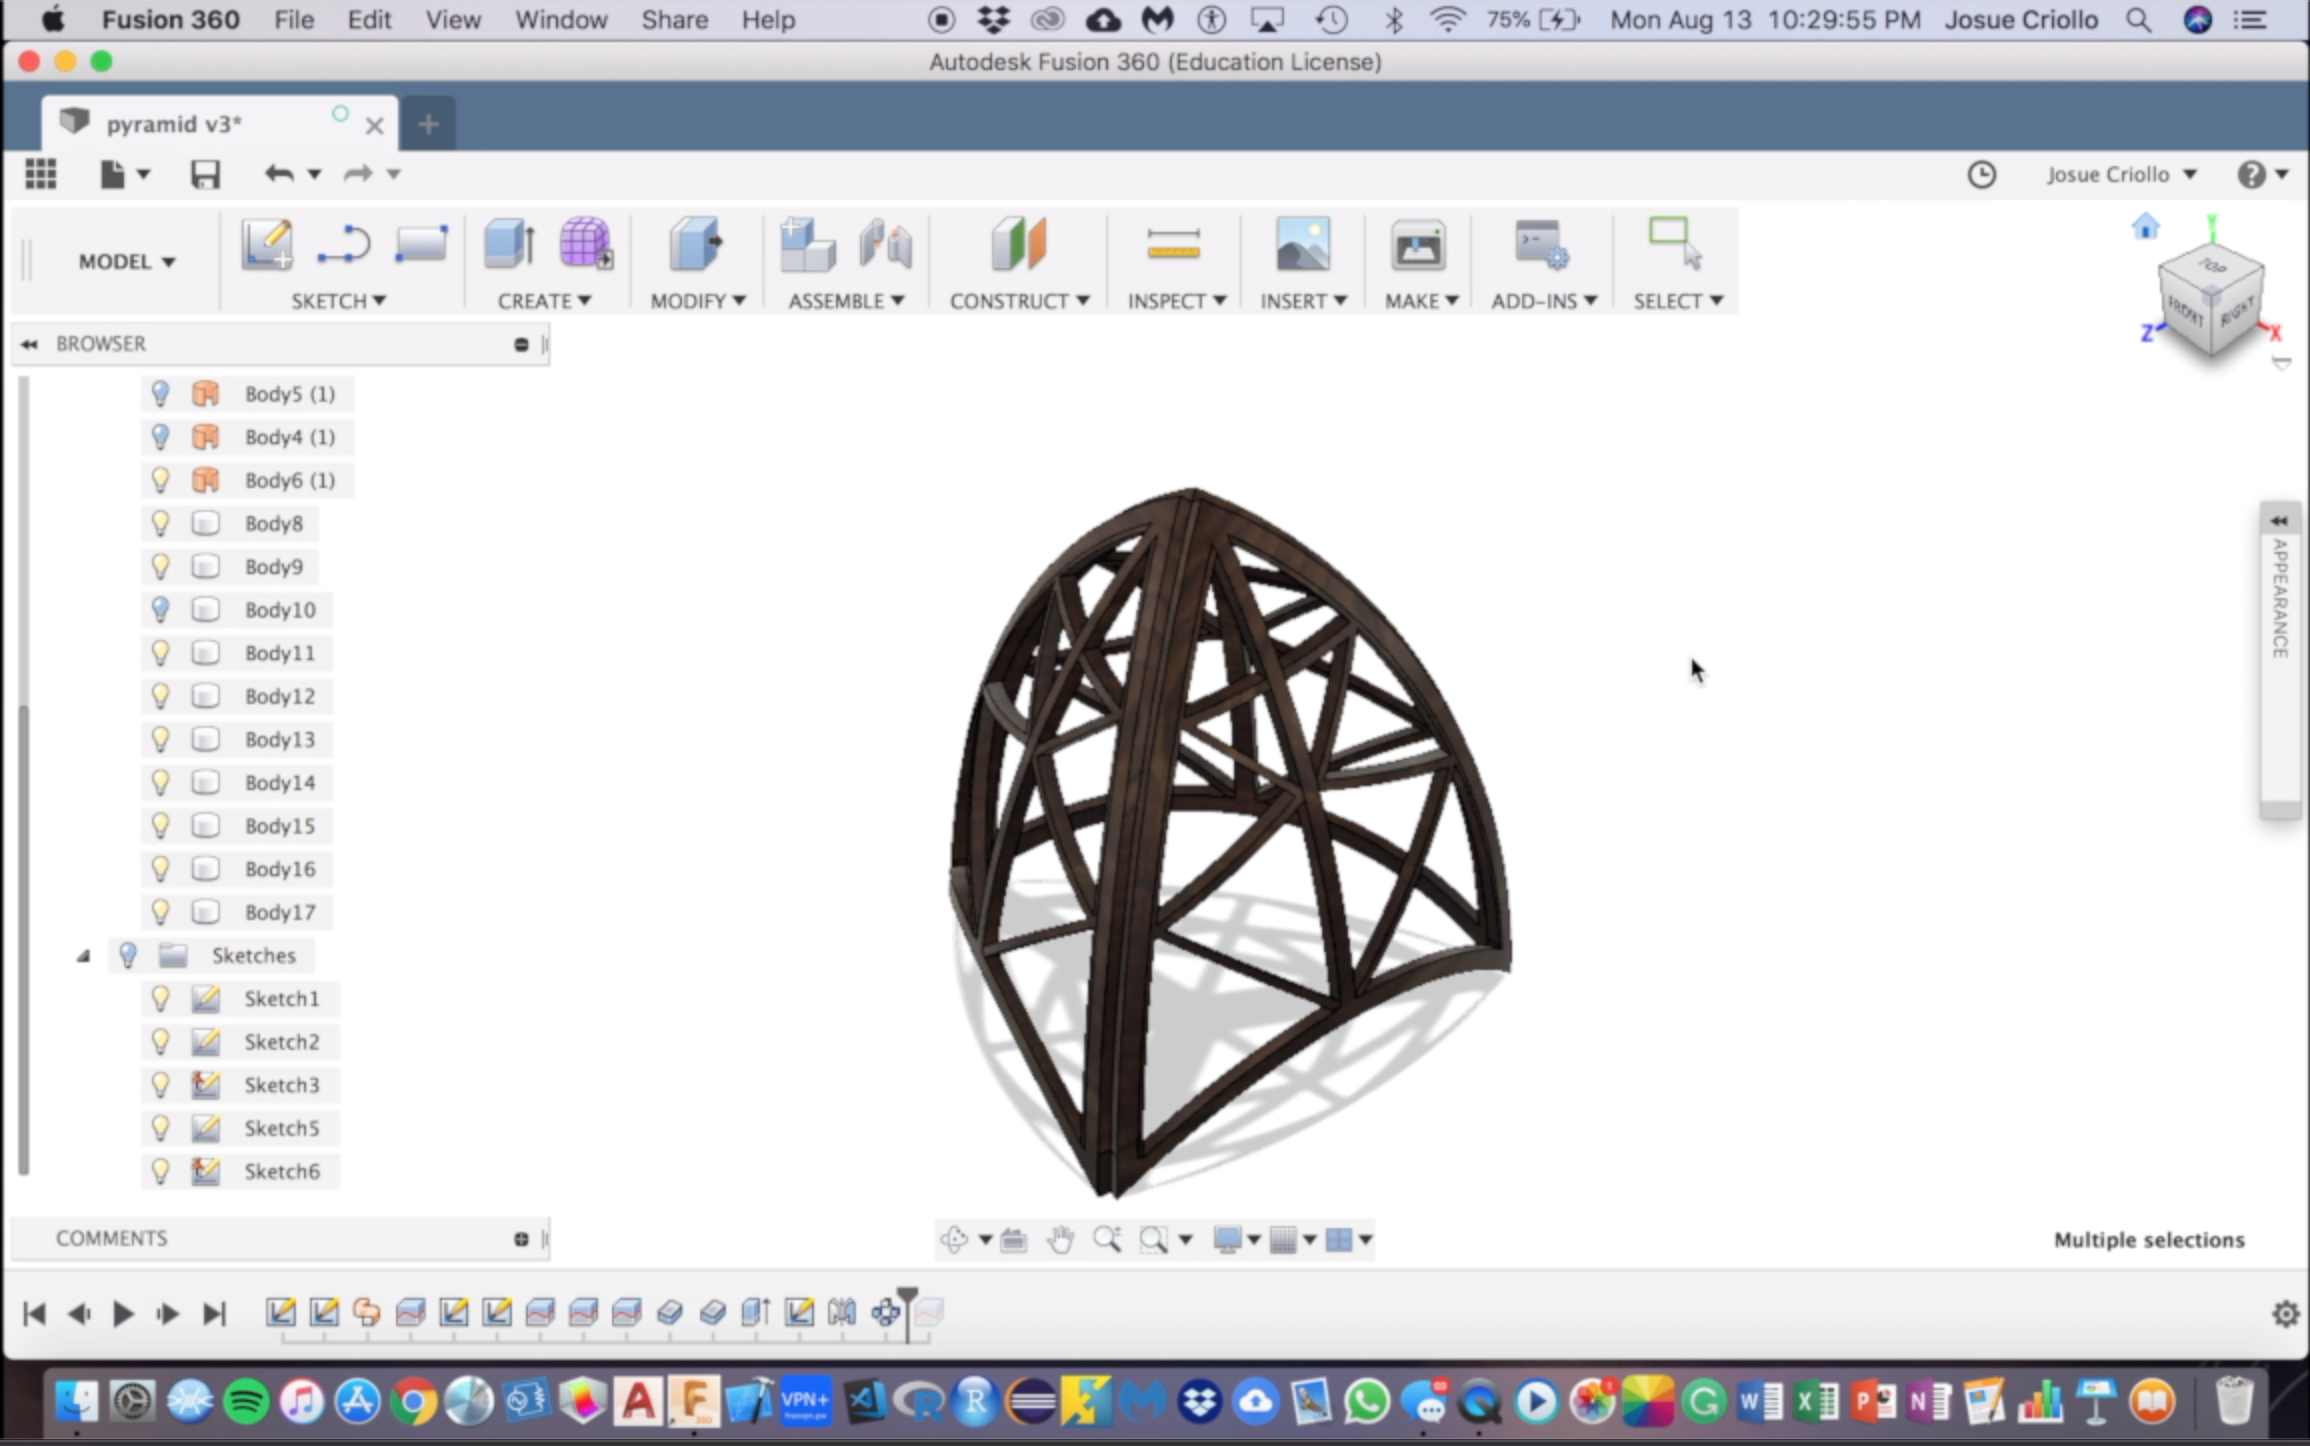 Fusion 360 File Edit View Window Share Help 75% Mon Aug 13 10:29:55 PM Josue Criollo
Autodesk Fusion 360 (Education License)
pyramid v3*
Josue Criollo
MODEL
SKETCH CREATE MODIFY ASSEMBLE CONSTRUCT INSPECT INSERT MAKE ADD-INS SELECT
Y
TOP
FRONT RIGHT
Z X
BROWSER
Body5 (1)
Body4 (1)
Body6 (1)
Body8
Body9
Body10
Body11
Body12
Body13
Body14
Body15
Body16
Body17
Sketches
Sketch1
Sketch2
Sketch3
Sketch5
Sketch6
APPEARANCE
COMMENTS
Multiple selections
VPN+